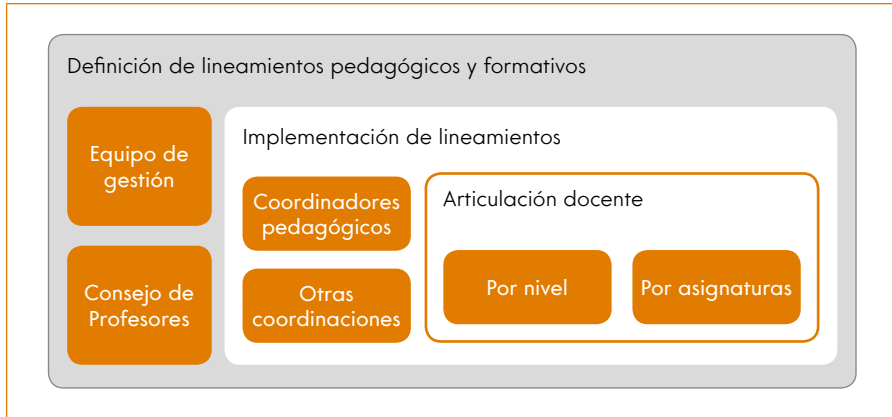 Definición de lineamientos pedagógicos y formativos
Equipo de
gestión
Consejo de
Profesores
Implementación de lineamientos
Coordinadores
pedagógicos
Otras
coordinaciones
Articulación docente
Por nivel
Por asignaturas